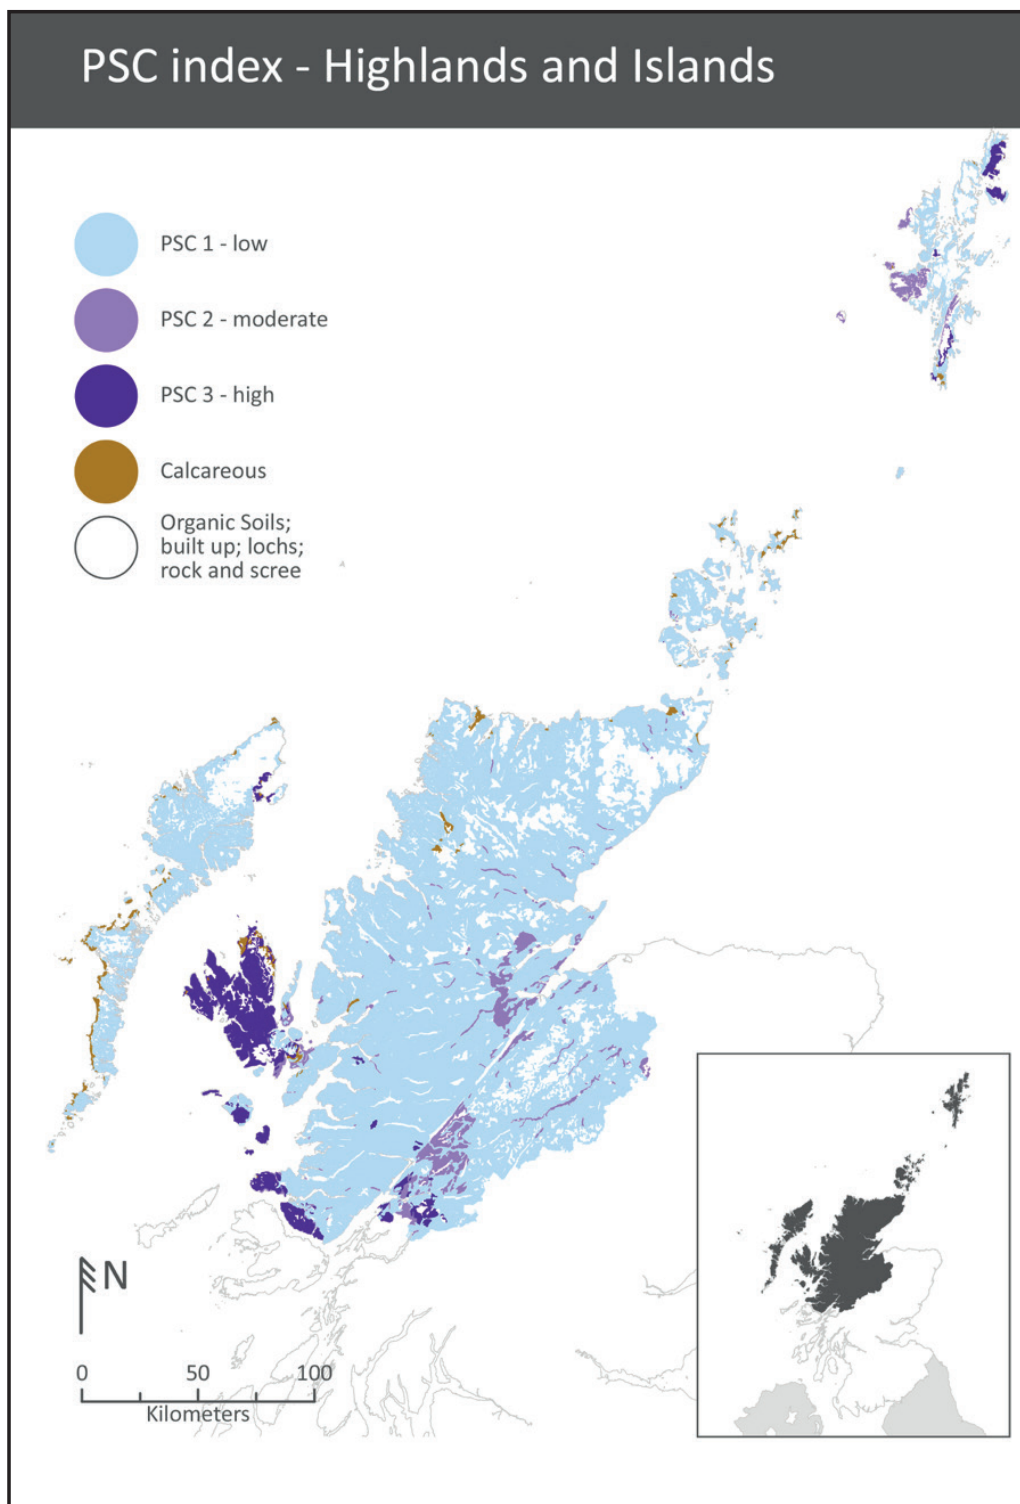 PSC index - Highlands and Islands
PSC 1 - low
PSC 2 - moderate
PSC 3 - high
Calcareous
Organic Soils;
built up; lochs;
rock and scree
N
0 50 100
Kilometers